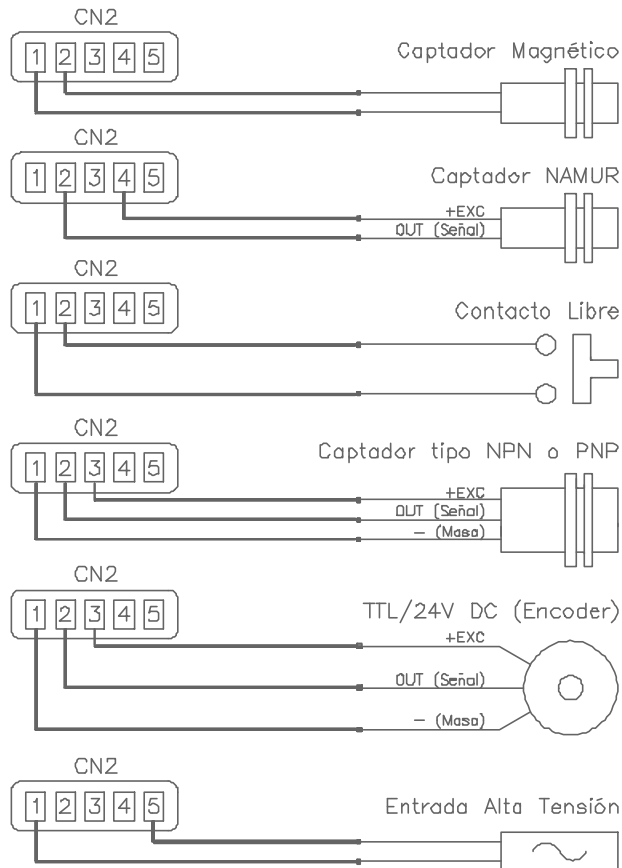 CN2
1 2 3 4 5
Captador Magnético
CN2
1 2 3 4 5
Captador NAMUR
+EXC
OUT (Señal)
CN2
1 2 3 4 5
Contacto Libre
CN2
1 2 3 4 5
Captador tipo NPN o PNP
+EXC
OUT (Señal)
- (Masa)
CN2
1 2 3 4 5
TTL/24V DC (Encoder)
+EXC
OUT (Señal)
- (Masa)
CN2
1 2 3 4 5
Entrada Alta Tensión